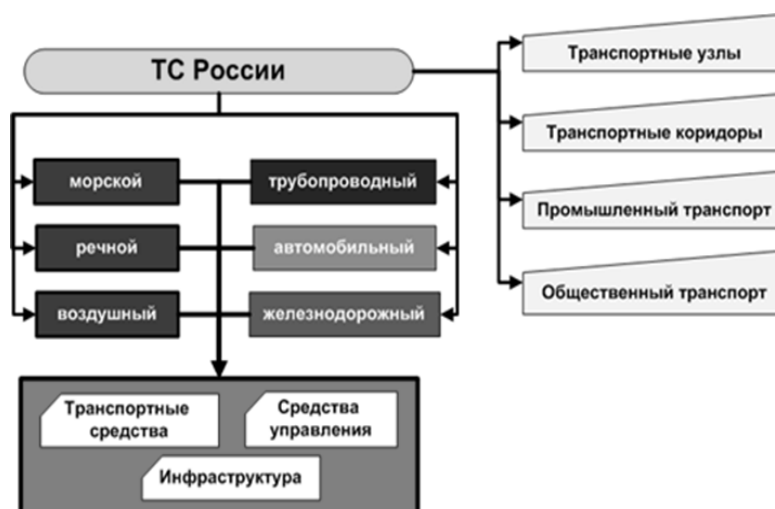 ТС России
Транспортные узлы
Транспортные коридоры
Промышленный транспорт
Общественный транспорт
морской
трубопроводный
речной
автомобильный
воздушный
железнодорожный
Транспортные
средства
Средства
управления
Инфраструктура